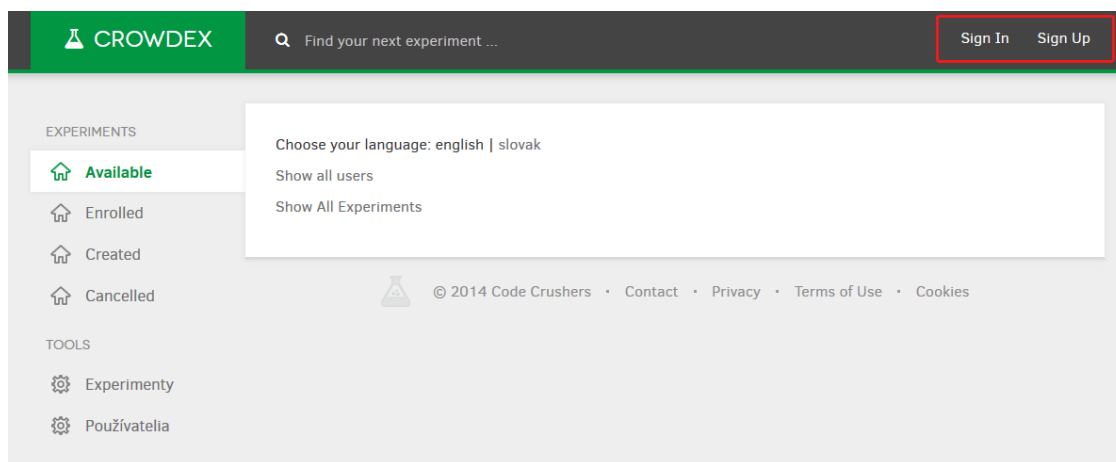 CROWDEX
Find your next experiment ...
Sign In Sign Up
EXPERIMENTS
Available
Enrolled
Created
Cancelled
TOOLS
Experimenty
Používatelia
Choose your language: english | slovak
Show all users
Show All Experiments
© 2014 Code Crushers · Contact · Privacy · Terms of Use · Cookies